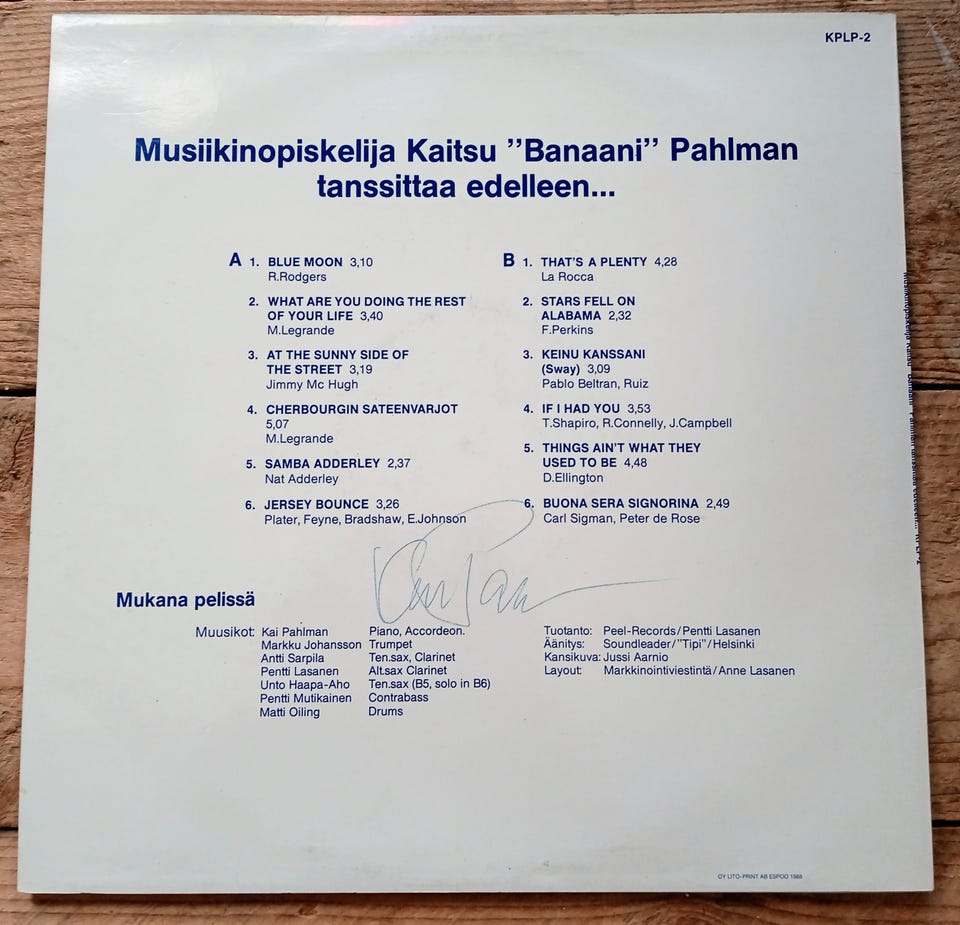 KPLP-2
Musiikinopiskelija Kaitsu ”Banaani” Pahlman
tanssittaa edelleen...
A 1. BLUE MOON 3,10
R.Rodgers
2. WHAT ARE YOU DOING THE REST
OF YOUR LIFE 3,40
M.Legrande
3. AT THE SUNNY SIDE OF
THE STREET 3,19
Jimmy Mc Hugh
4. CHERBOURGIN SATEENVARJOT
5,07
M.Legrande
5. SAMBA ADDERLEY 2,37
Nat Adderley
6. JERSEY BOUNCE 3,26
Plater, Feyne, Bradshaw, E.Johnson
B 1. THAT'S A PLENTY 4,28
La Rocca
2. STARS FELL ON
ALABAMA 2,32
F.Perkins
3. KEINU KANSSANI
(Sway) 3,09
Pablo Beltran, Ruiz
4. IF I HAD YOU 3,53
T.Shapiro, R.Connelly, J.Campbell
5. THINGS AIN'T WHAT THEY
USED TO BE 4,48
D.Ellington
6. BUONA SERA SIGNORINA 2,49
Carl Sigman, Peter de Rose
Mukana pelissä
Muusikot: Kai Pahlman Piano, Accordeon.
Markku Johansson Trumpet
Antti Sarpila Ten.sax, Clarinet
Pentti Lasanen Alt.sax Clarinet
Unto Haapa-Aho Ten.sax (B5, solo in B6)
Pentti Mutikainen Contrabass
Matti Oiling Drums
Tuotanto: Peel-Records/Pentti Lasanen
Äänitys: Soundleader/"Tipi"/Helsinki
Kansikuva: Jussi Aarnio
Layout: Markkinointiviestintä/Anne Lasanen
OY LITO-PRINT AB ESPOO 1988
Musiikinopiskelija Kaitsu "Banaani" Pahlman tanssittaa edelleen... KPLP-2